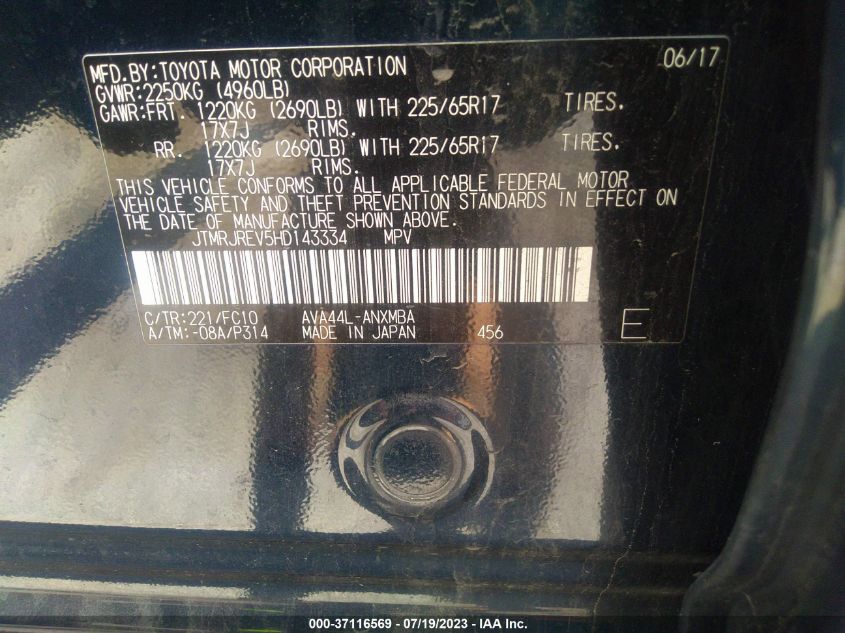 MFD.BY:TOYOTA MOTOR CORPORATION 06/17
GVWR:2250KG (4960LB)
GAWR:FRT. 1220KG (2690LB) WITH 225/65R17 TIRES.
17X7J RIMS.
RR. 1220KG (2690LB) WITH 225/65R17 TIRES.
17X7J RIMS.
THIS VEHICLE CONFORMS TO ALL APPLICABLE FEDERAL MOTOR
VEHICLE SAFETY AND THEFT PREVENTION STANDARDS IN EFFECT ON
THE DATE OF MANUFACTURE SHOWN ABOVE.
JTMRJREV5HD143334 MPV
C/TR:221/FC10 AVA44L-ANXMBA
A/TM:-08A/P314 MADE IN JAPAN 456 E
000-37116569 - 07/19/2023 - IAA Inc.